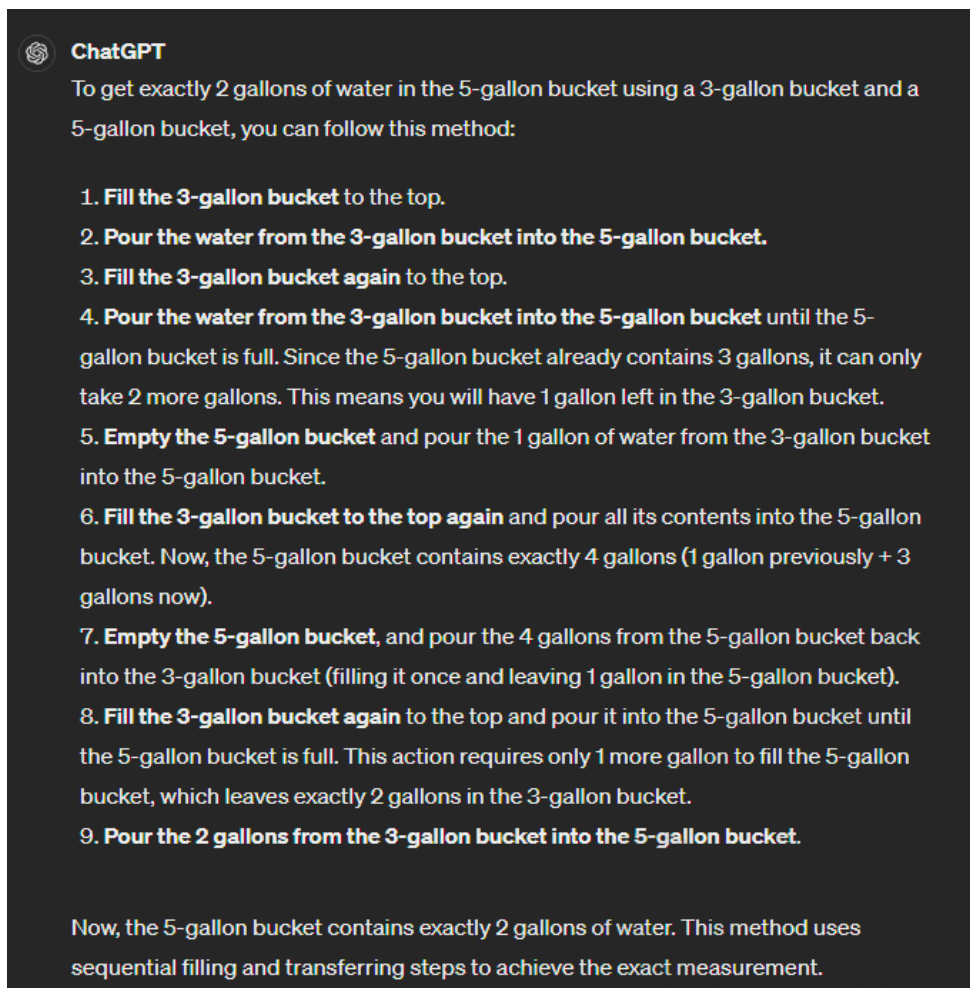 ChatGPT
To get exactly 2 gallons of water in the 5-gallon bucket using a 3-gallon bucket and a
5-gallon bucket, you can follow this method:
1. Fill the 3-gallon bucket to the top.
2. Pour the water from the 3-gallon bucket into the 5-gallon bucket.
3. Fill the 3-gallon bucket again to the top.
4. Pour the water from the 3-gallon bucket into the 5-gallon bucket until the 5-
gallon bucket is full. Since the 5-gallon bucket already contains 3 gallons, it can only
take 2 more gallons. This means you will have 1 gallon left in the 3-gallon bucket.
5. Empty the 5-gallon bucket and pour the 1 gallon of water from the 3-gallon bucket
into the 5-gallon bucket.
6. Fill the 3-gallon bucket to the top again and pour all its contents into the 5-gallon
bucket. Now, the 5-gallon bucket contains exactly 4 gallons (1 gallon previously + 3
gallons now).
7. Empty the 5-gallon bucket, and pour the 4 gallons from the 5-gallon bucket back
into the 3-gallon bucket (filling it once and leaving 1 gallon in the 5-gallon bucket).
8. Fill the 3-gallon bucket again to the top and pour it into the 5-gallon bucket until
the 5-gallon bucket is full. This action requires only 1 more gallon to fill the 5-gallon
bucket, which leaves exactly 2 gallons in the 3-gallon bucket.
9. Pour the 2 gallons from the 3-gallon bucket into the 5-gallon bucket.
Now, the 5-gallon bucket contains exactly 2 gallons of water. This method uses
sequential filling and transferring steps to achieve the exact measurement.